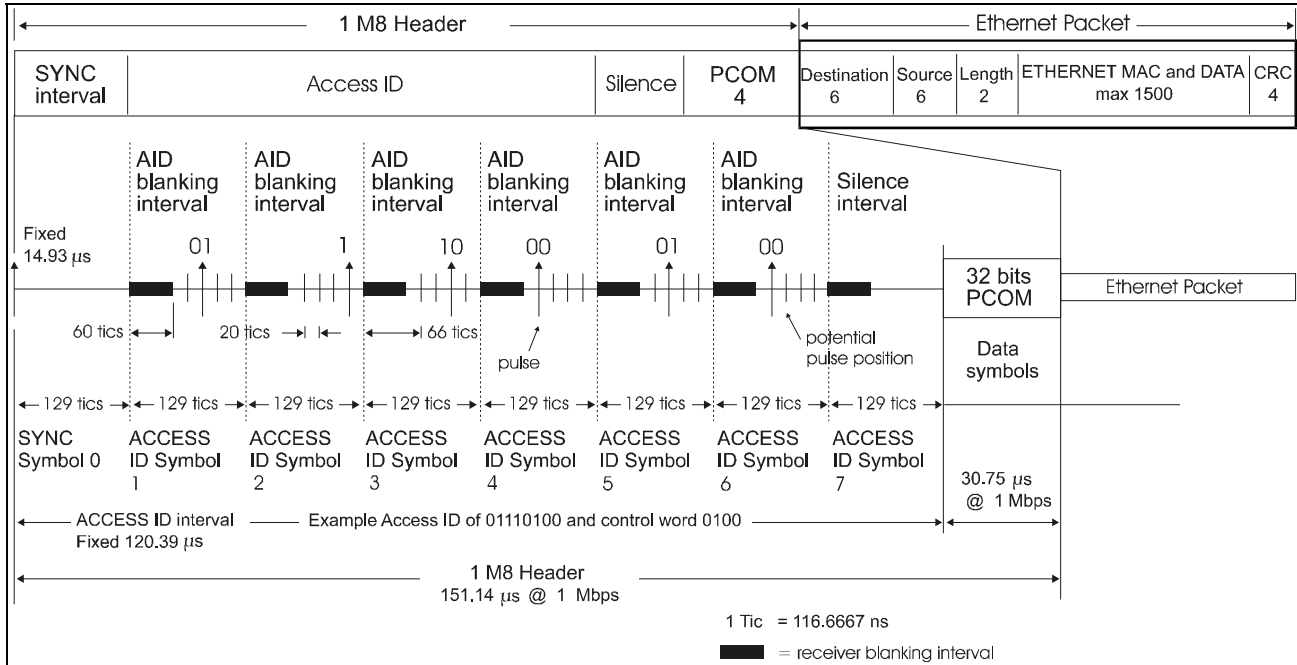 1 M8 Header
Ethernet Packet
SYNC interval
Access ID
Silence
PCOM 4
Destination 6
Source 6
Length 2
ETHERNET MAC and DATA max 1500
CRC 4
AID blanking interval
AID blanking interval
AID blanking interval
AID blanking interval
AID blanking interval
AID blanking interval
Silence interval
Fixed 14.93 µs
01
1
10
00
01
00
32 bits PCOM
Ethernet Packet
60 tics
20 tics
66 tics
pulse
potential pulse position
Data symbols
129 tics
129 tics
129 tics
129 tics
129 tics
129 tics
129 tics
129 tics
SYNC Symbol 0
ACCESS ID Symbol 1
ACCESS ID Symbol 2
ACCESS ID Symbol 3
ACCESS ID Symbol 4
ACCESS ID Symbol 5
ACCESS ID Symbol 6
ACCESS ID Symbol 7
30.75 µs @ 1 Mbps
ACCESS ID interval Fixed 120.39 µs
Example Access ID of 01110100 and control word 0100
1 M8 Header
151.14 µs @ 1 Mbps
1 Tic = 116.6667 ns
= receiver blanking interval